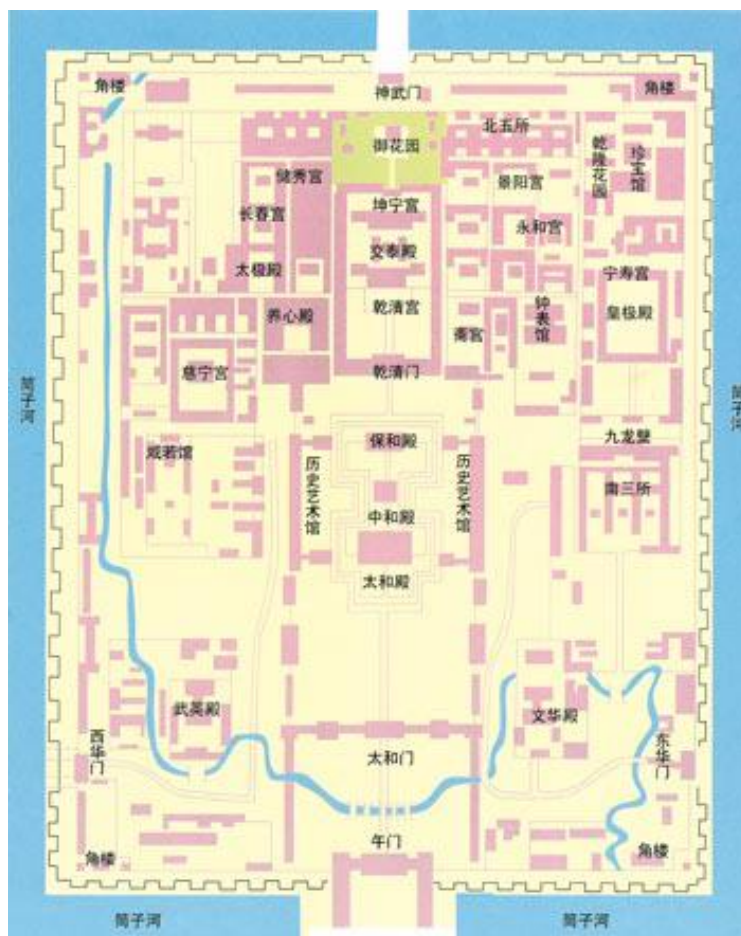 角楼
神武门
角楼
北五所
御花园
乾隆花园
珍宝馆
储秀宫
景阳宫
长春宫
坤宁宫
永和宫
交泰殿
太极殿
宁寿宫
养心殿
乾清宫
钟表馆
皇极殿
斋宫
慈宁宫
乾清门
筒子河
筒子河
咸若馆
保和殿
九龙壁
历史艺术馆
历史艺术馆
南三所
中和殿
太和殿
武英殿
文华殿
西华门
太和门
东华门
午门
角楼
角楼
筒子河
筒子河